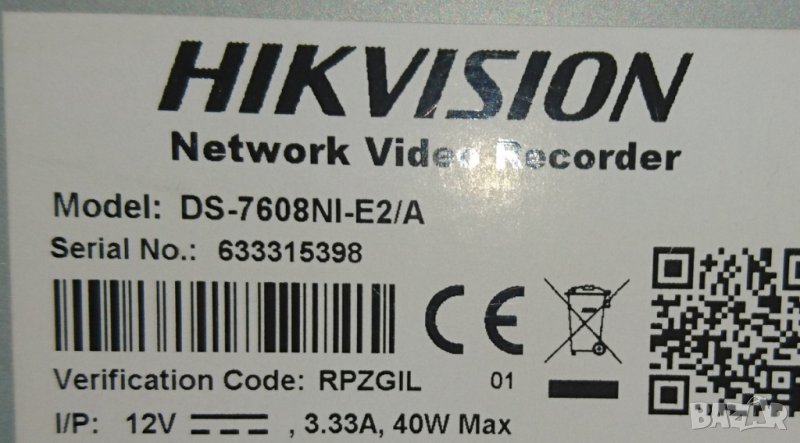 HIKVISION
Network Video Recorder
Model: DS-7608NI-E2/A
Serial No.: 633315398
Verification Code: RPZGIL 01
I/P: 12V , 3.33A, 40W Max
BAZAR